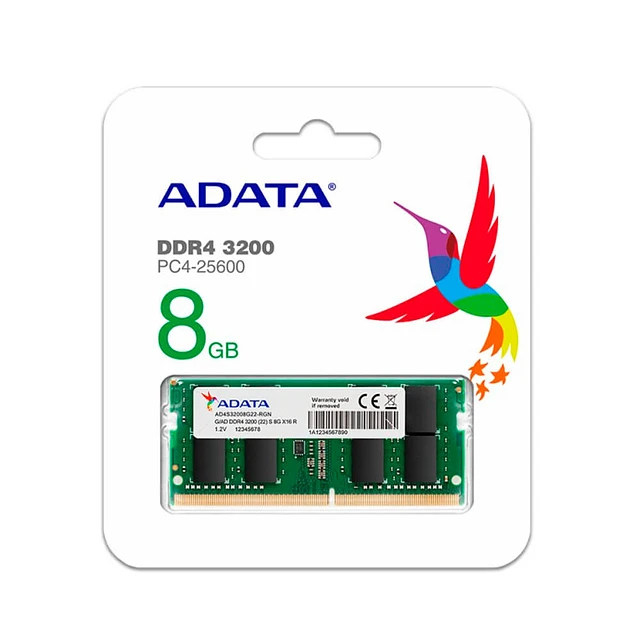 ADATA®
DDR4 3200
PC4-25600
8GB
ADATA
AD4S32008G22-RGN
G/AD DDR4 3200 (22) S 8G X16 R
1.2V 12345678
Warranty void
if removed
CE
1A1234567890